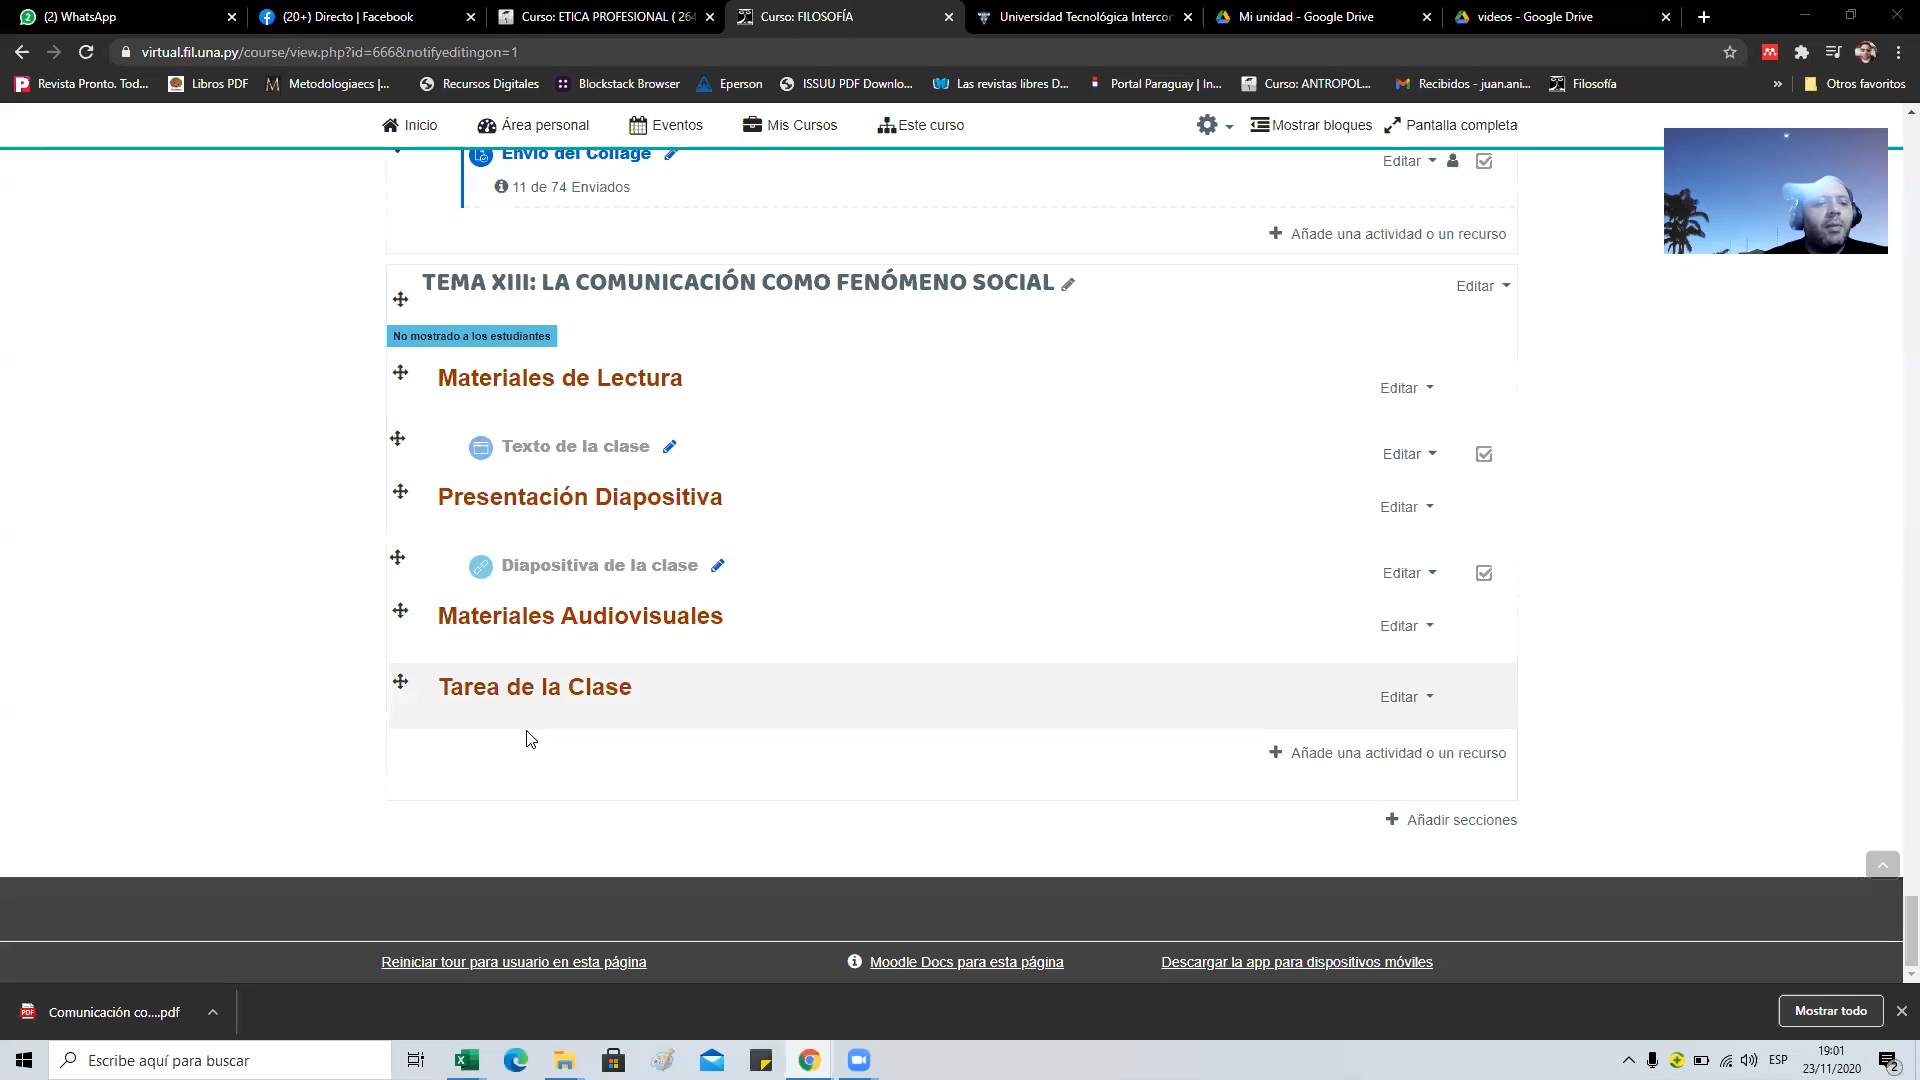 (2) WhatsApp
(20+) Directo | Facebook
Curso: ETICA PROFESIONAL ( 264
Curso: FILOSOFÍA
Universidad Tecnológica Intercon
Mi unidad - Google Drive
videos - Google Drive
virtual.fil.una.py/course/view.php?id=666&notifyeditingon=1
Revista Pronto. Tod...
Libros PDF
Metodologiaecs |...
Recursos Digitales
Blockstack Browser
Eperson
ISSUU PDF Downlo...
Las revistas libres D...
Portal Paraguay | In...
Curso: ANTROPOL...
Recibidos - juan.ani...
Filosofía
Otros favoritos
Inicio
Área personal
Eventos
Mis Cursos
Este curso
Mostrar bloques
Pantalla completa
Envío del Collage
Editar
11 de 74 Enviados
Añade una actividad o un recurso
TEMA XIII: LA COMUNICACIÓN COMO FENÓMENO SOCIAL
Editar
No mostrado a los estudiantes
Materiales de Lectura
Editar
Texto de la clase
Editar
Presentación Diapositiva
Editar
Diapositiva de la clase
Editar
Materiales Audiovisuales
Editar
Tarea de la Clase
Editar
Añade una actividad o un recurso
Añadir secciones
Reiniciar tour para usuario en esta página
Moodle Docs para esta página
Descargar la app para dispositivos móviles
Comunicación co....pdf
Mostrar todo
Escribe aquí para buscar
ESP
19:01
23/11/2020
2